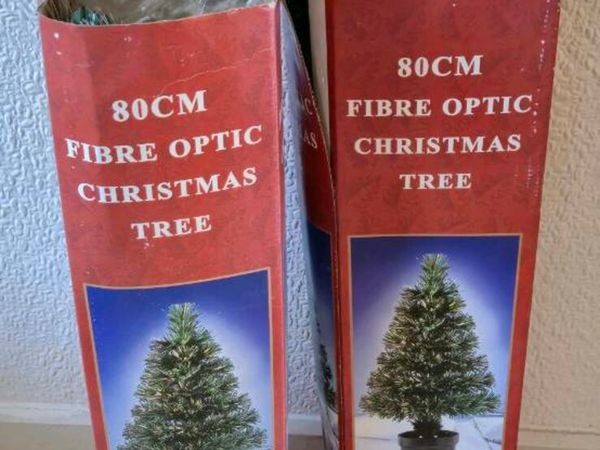 80CM
FIBRE OPTIC
CHRISTMAS
TREE
80CM
FIBRE OPTIC
CHRISTMAS
TREE